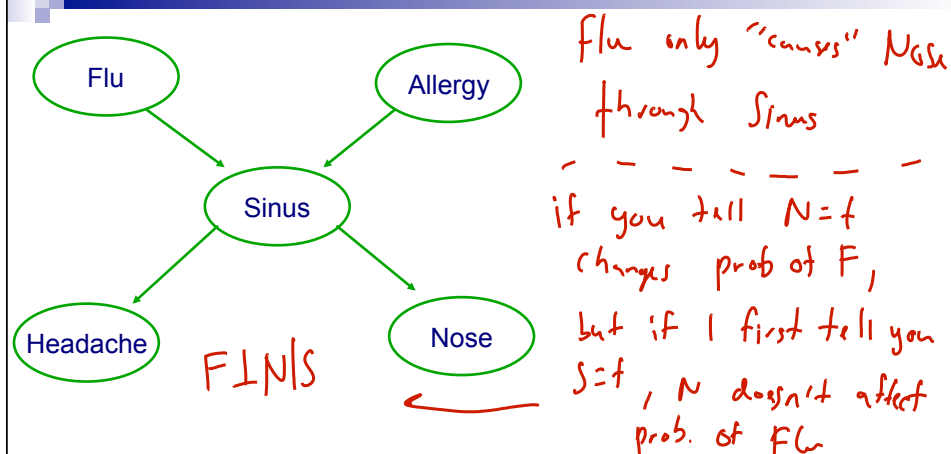 Flu
Allergy
Sinus
Headache
Nose
F⊥N|S
Flu only "causes" Nose
through Sinus
if you tell N=t
changes prob of F,
but if I first tell you
S=t, N doesn't affect
prob. of Flu